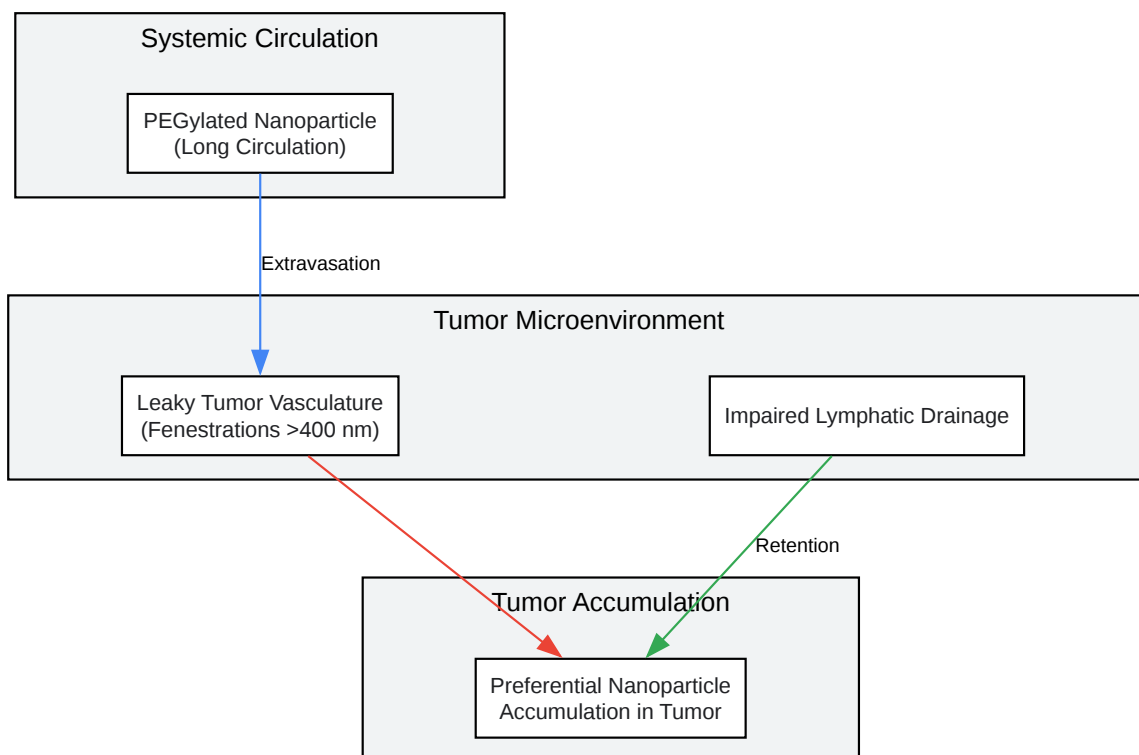 Systemic Circulation
PEGylated Nanoparticle
(Long Circulation)
Extravasation
Tumor Microenvironment
Leaky Tumor Vasculature
(Fenestrations >400 nm)
Impaired Lymphatic Drainage
Retention
Tumor Accumulation
Preferential Nanoparticle
Accumulation in Tumor